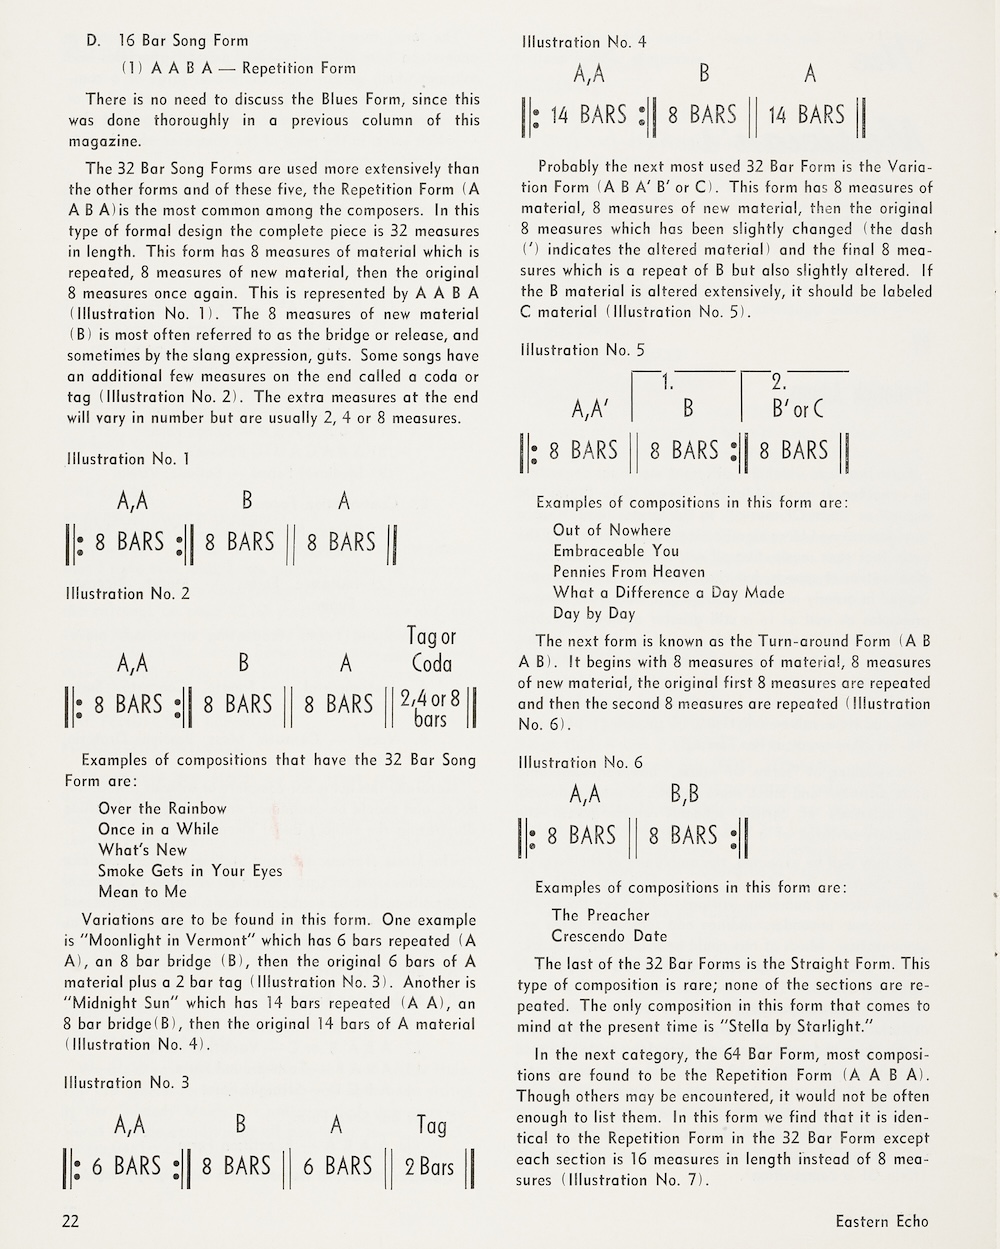 D. 16 Bar Song Form
(1) A A B A — Repetition Form
There is no need to discuss the Blues Form, since this
was done thoroughly in a previous column of this
magazine.
The 32 Bar Song Forms are used more extensively than
the other forms and of these five, the Repetition Form (A
A B A)is the most common among the composers. In this
type of formal design the complete piece is 32 measures
in length. This form has 8 measures of material which is
repeated, 8 measures of new material, then the original
8 measures once again. This is represented by A A B A
(Illustration No. 1). The 8 measures of new material
(B) is most often referred to as the bridge or release, and
sometimes by the slang expression, guts. Some songs have
an additional few measures on the end called a coda or
tag (Illustration No. 2). The extra measures at the end
will vary in number but are usually 2, 4 or 8 measures.
Illustration No. 1
A,A B A
8 BARS 8 BARS 8 BARS
Illustration No. 2
Tag or
A,A B A Coda
8 BARS 8 BARS 8 BARS 2,4 or 8
bars
Examples of compositions that have the 32 Bar Song
Form are:
Over the Rainbow
Once in a While
What's New
Smoke Gets in Your Eyes
Mean to Me
Variations are to be found in this form. One example
is "Moonlight in Vermont" which has 6 bars repeated (A
A), an 8 bar bridge (B), then the original 6 bars of A
material plus a 2 bar tag (Illustration No. 3). Another is
"Midnight Sun" which has 14 bars repeated (A A), an
8 bar bridge(B), then the original 14 bars of A material
(Illustration No. 4).
Illustration No. 3
A,A B A Tag
6 BARS 8 BARS 6 BARS 2 Bars
22
Illustration No. 4
A,A B A
14 BARS 8 BARS 14 BARS
Probably the next most used 32 Bar Form is the Varia-
tion Form (A B A' B' or C). This form has 8 measures of
material, 8 measures of new material, then the original
8 measures which has been slightly changed (the dash
(') indicates the altered material) and the final 8 mea-
sures which is a repeat of B but also slightly altered. If
the B material is altered extensively, it should be labeled
C material (Illustration No. 5).
Illustration No. 5
1. 2.
A,A' B B' or C
8 BARS 8 BARS 8 BARS
Examples of compositions in this form are:
Out of Nowhere
Embraceable You
Pennies From Heaven
What a Difference a Day Made
Day by Day
The next form is known as the Turn-around Form (A B
A B). It begins with 8 measures of material, 8 measures
of new material, the original first 8 measures are repeated
and then the second 8 measures are repeated (Illustration
No. 6).
Illustration No. 6
A,A B,B
8 BARS 8 BARS
Examples of compositions in this form are:
The Preacher
Crescendo Date
The last of the 32 Bar Forms is the Straight Form. This
type of composition is rare; none of the sections are re-
peated. The only composition in this form that comes to
mind at the present time is "Stella by Starlight."
In the next category, the 64 Bar Form, most composi-
tions are found to be the Repetition Form (A A B A).
Though others may be encountered, it would not be often
enough to list them. In this form we find that it is iden-
tical to the Repetition Form in the 32 Bar Form except
each section is 16 measures in length instead of 8 mea-
sures (Illustration No. 7).
Eastern Echo